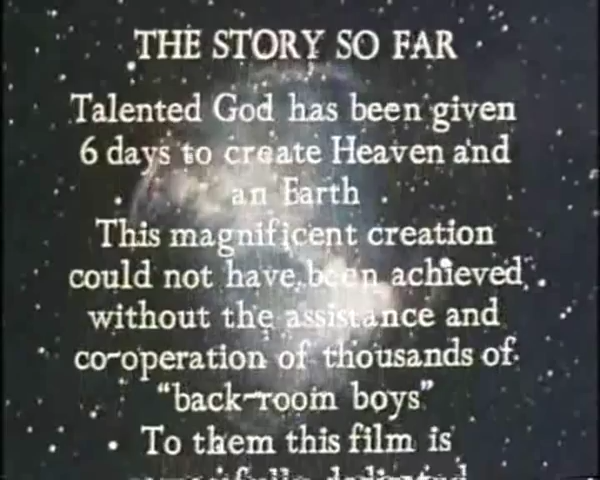 THE STORY SO FAR
Talented God has been given
6 days to create Heaven and
an Earth
This magnificent creation
could not have been achieved
without the assistance and
co-operation of thousands of
"back-room boys"
To them this film is
dedicated